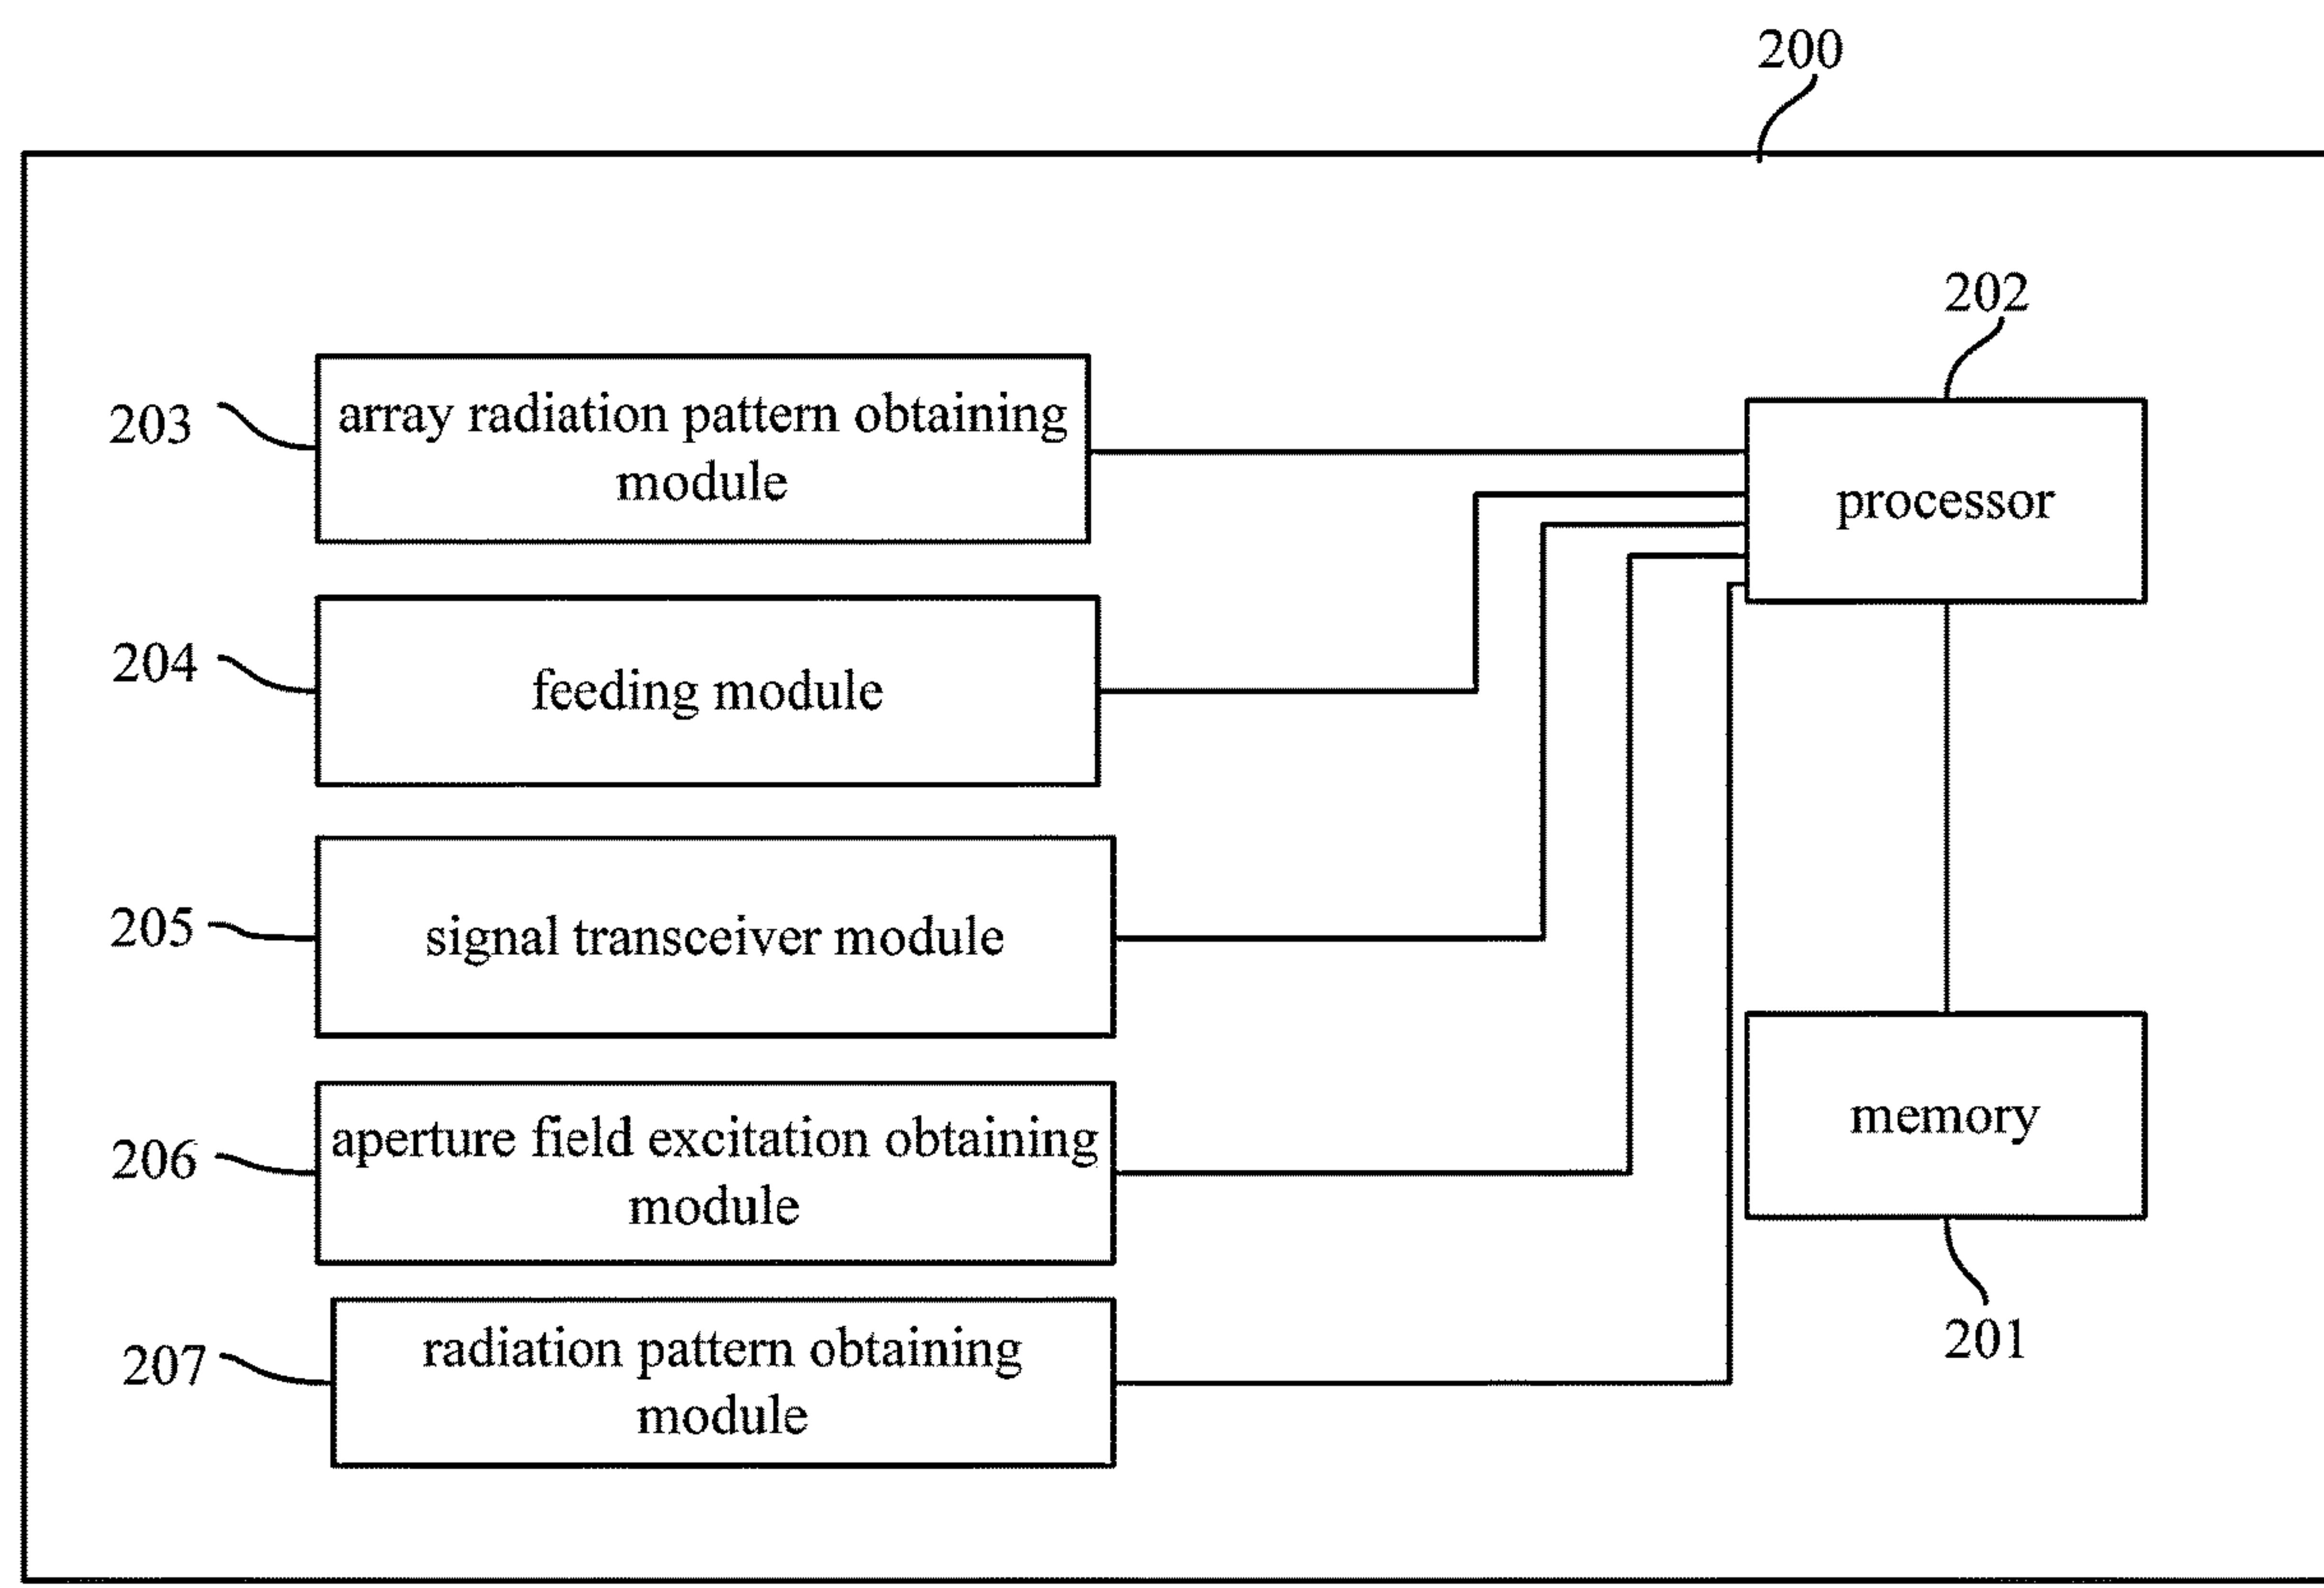 200
202
203
array radiation pattern obtaining
module
processor
204
feeding module
205
signal transceiver module
206
aperture field excitation obtaining
module
memory
201
207
radiation pattern obtaining
module